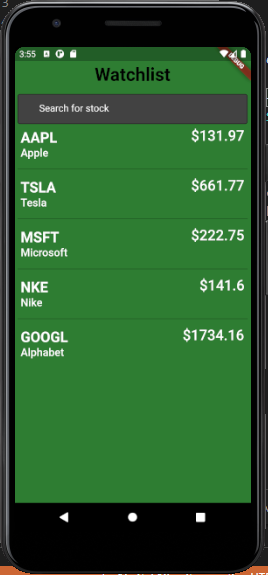 3
3:55
DEBUG
Watchlist
Search for stock
AAPL $131.97
Apple
TSLA $661.77
Tesla
MSFT $222.75
Microsoft
NKE $141.6
Nike
GOOGL $1734.16
Alphabet